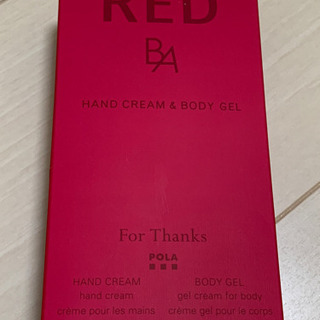 RED
BA
HAND CREAM & BODY GEL
For Thanks
POLA
HAND CREAM
hand cream
crème pour les mains
BODY GEL
gel cream for body
crème gel pour le corps